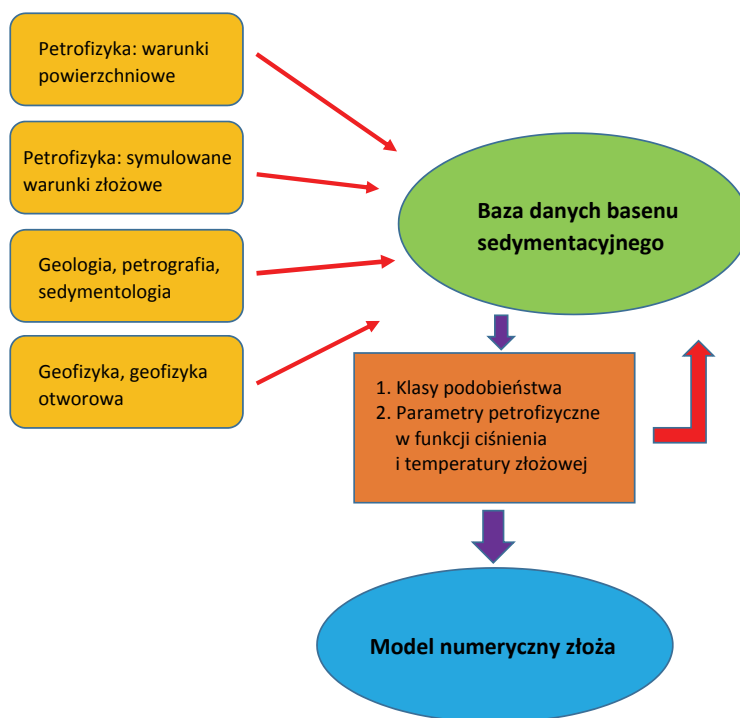 Petrofizyka: warunki
powierzchniowe
Petrofizyka: symulowane
warunki złożowe
Geologia, petrografia,
sedymentologia
Geofizyka, geofizyka
otworowa
Baza danych basenu
sedymentacyjnego
1. Klasy podobieństwa
2. Parametry petrofizyczne
w funkcji ciśnienia
i temperatury złożowej
Model numeryczny złoża